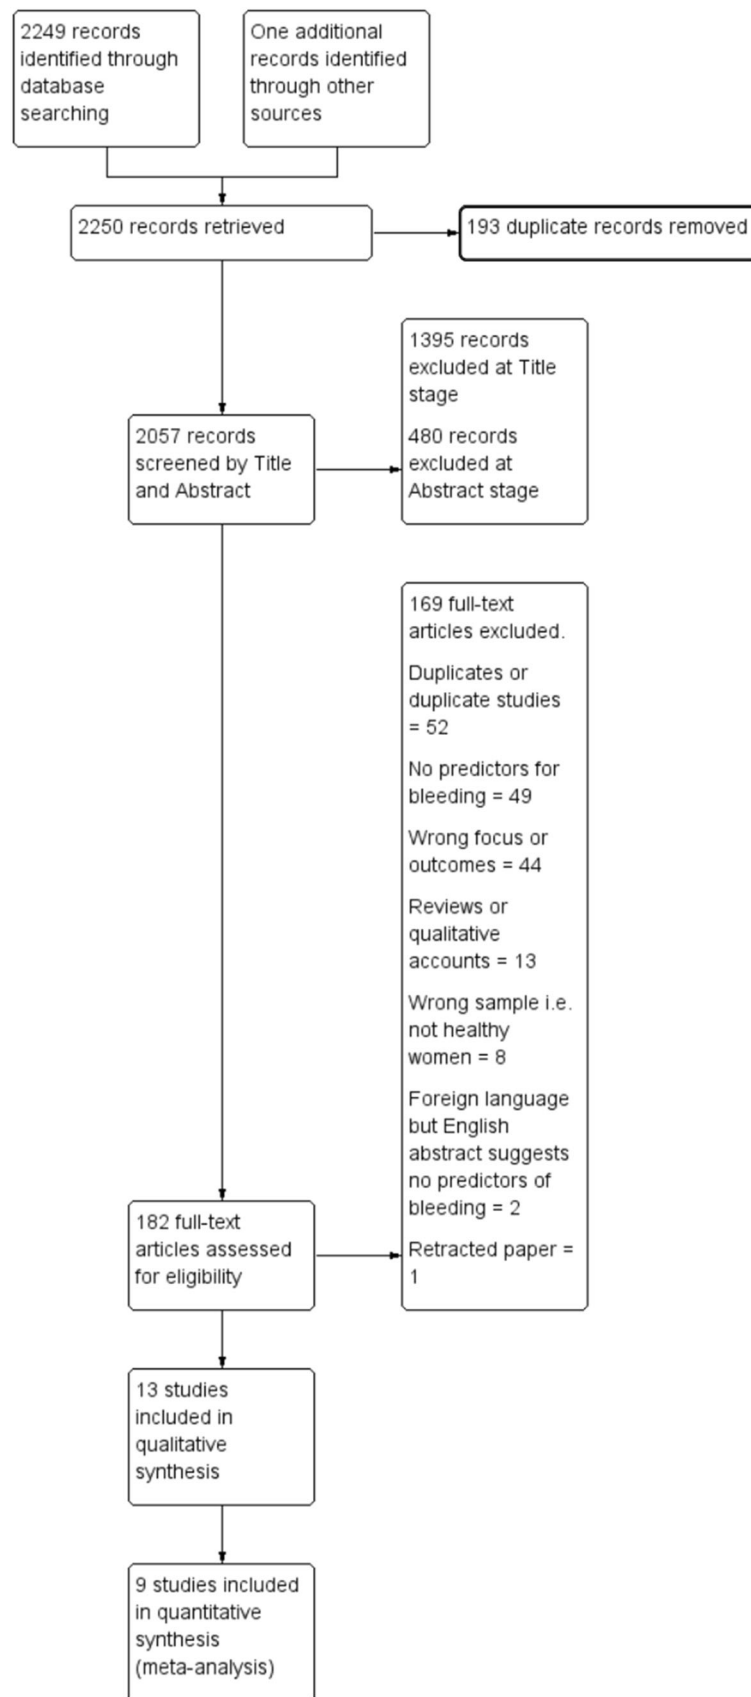 2249 records
identified through
database
searching
One additional
records identified
through other
sources
2250 records retrieved
193 duplicate records removed
1395 records
excluded at Title
stage
480 records
excluded at
Abstract stage
2057 records
screened by Title
and Abstract
169 full-text
articles excluded.
Duplicates or
duplicate studies
= 52
No predictors for
bleeding = 49
Wrong focus or
outcomes = 44
Reviews or
qualitative
accounts = 13
Wrong sample i.e.
not healthy
women = 8
Foreign language
but English
abstract suggests
no predictors of
bleeding = 2
Retracted paper =
1
182 full-text
articles assessed
for eligibility
13 studies
included in
qualitative
synthesis
9 studies included
in quantitative
synthesis
(meta-analysis)